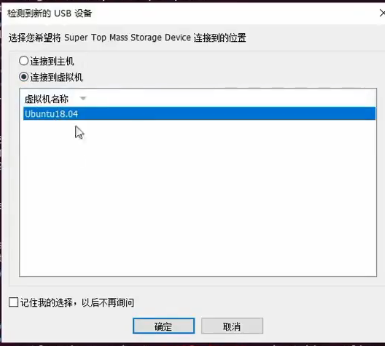 检测到新的 USB 设备
选择您希望将 Super Top Mass Storage Device 连接到的位置
连接到主机
连接到虚拟机
虚拟机名称
Ubuntu18.04
记住我的选择，以后不再询问
确定
取消